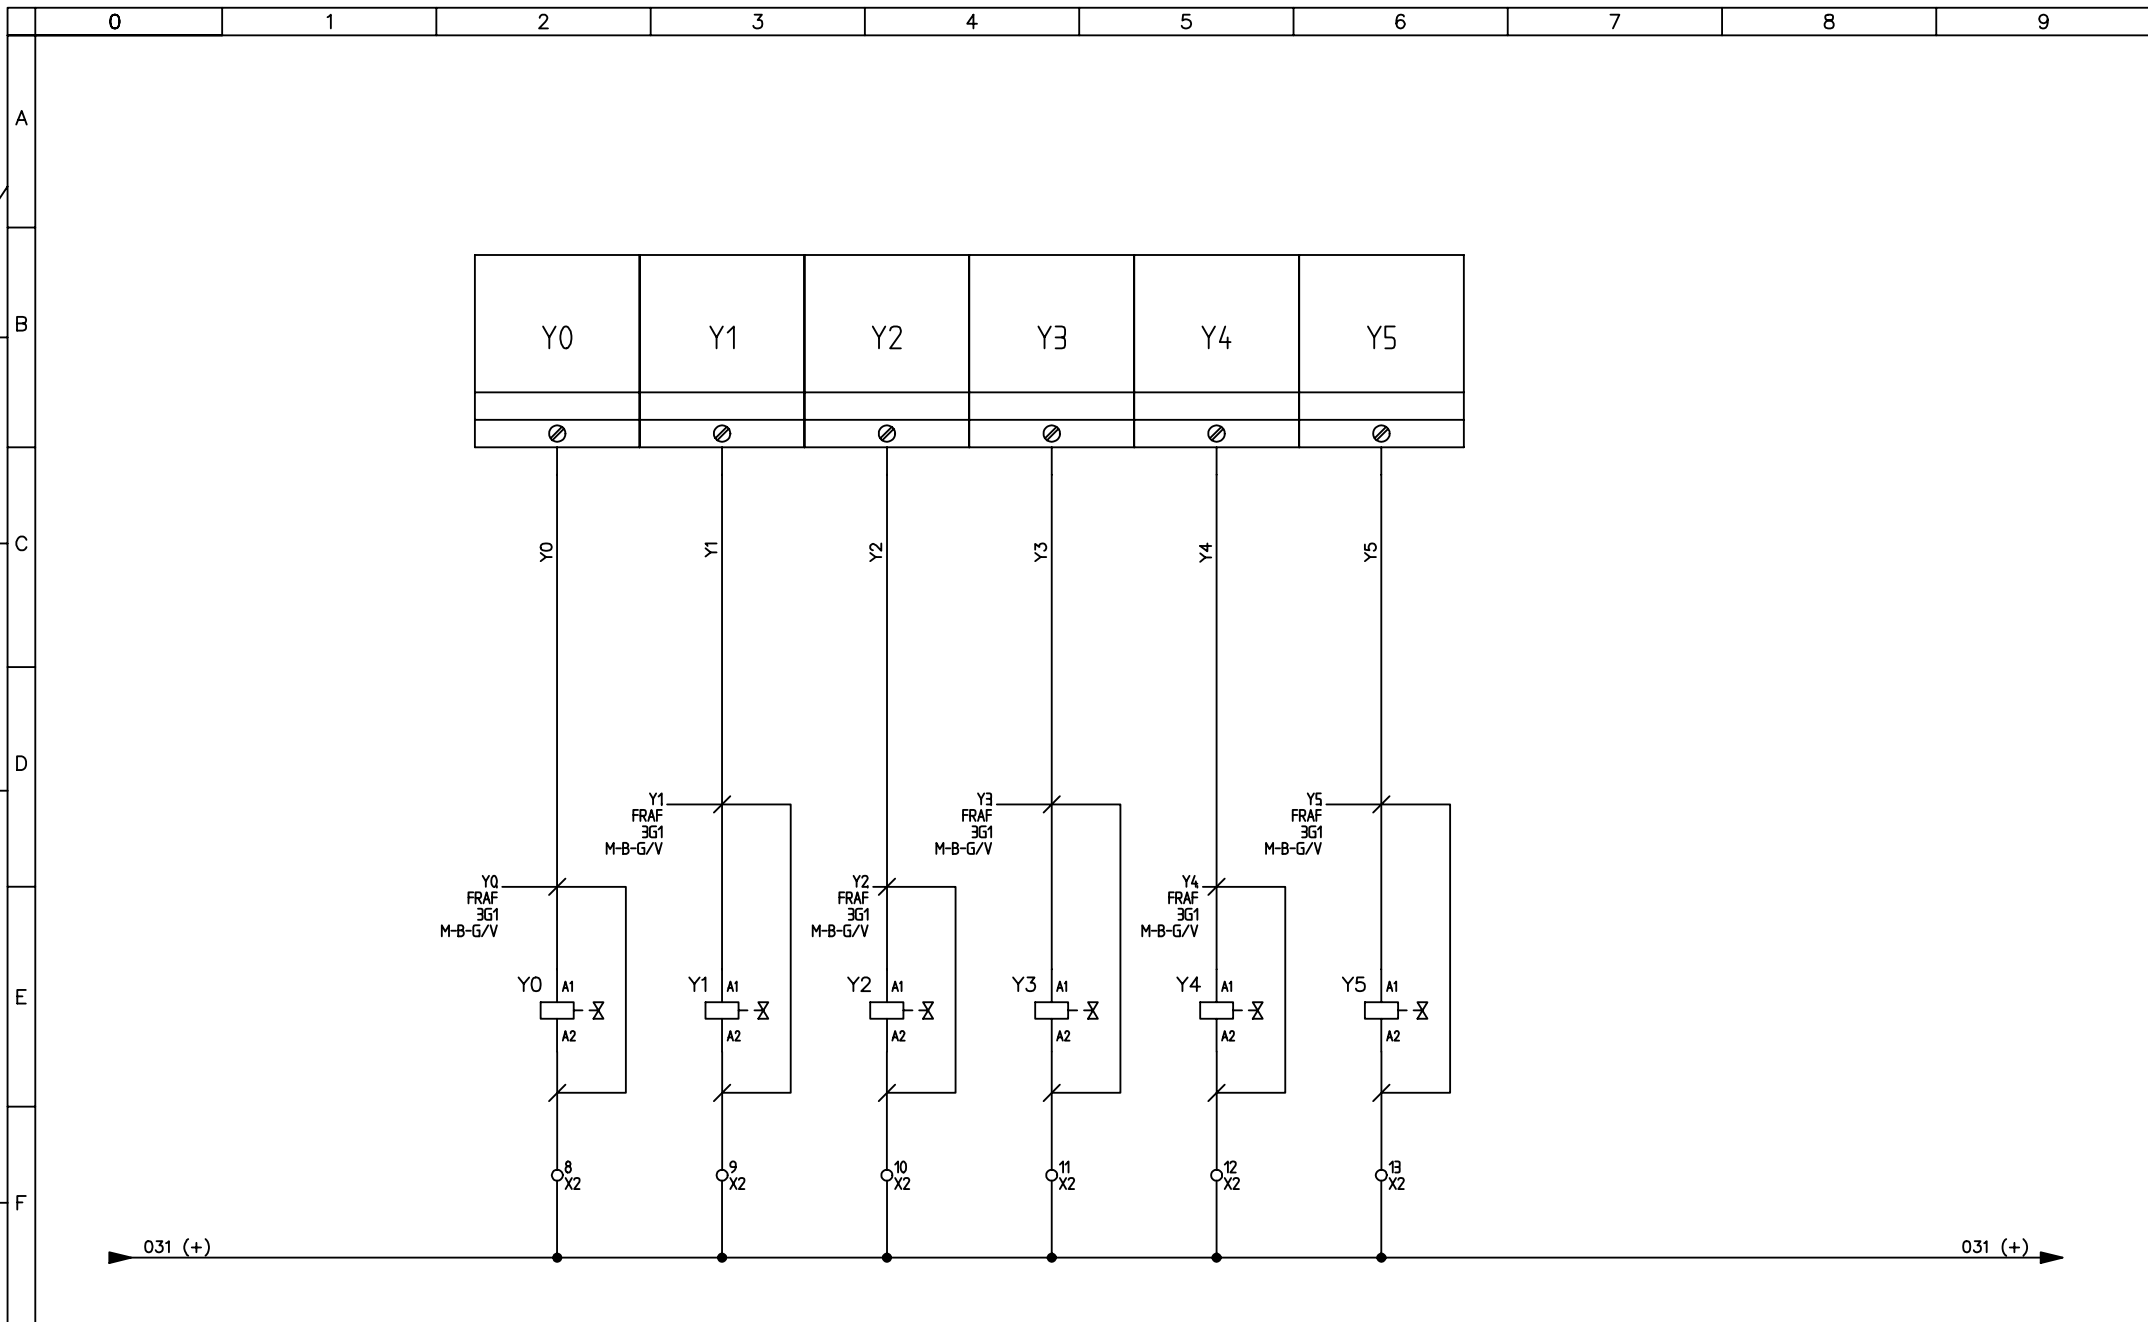 0 1 2 3 4 5 6 7 8 9
A
B
Y0 Y1 Y2 Y3 Y4 Y5
C
Y0 Y1 Y2 Y3 Y4 Y5
D
Y1 Y3 Y5
FRAF FRAF FRAF
3G1 3G1 3G1
M-B-G/V M-B-G/V M-B-G/V
Y0 Y2 Y4
FRAF FRAF FRAF
3G1 3G1 3G1
M-B-G/V M-B-G/V M-B-G/V
Y0 A1 Y1 A1 Y2 A1 Y3 A1 Y4 A1 Y5 A1
E
A2 A2 A2 A2 A2 A2
8 9 10 11 12 13
X2 X2 X2 X2 X2 X2
F
031 (+) 031 (+)